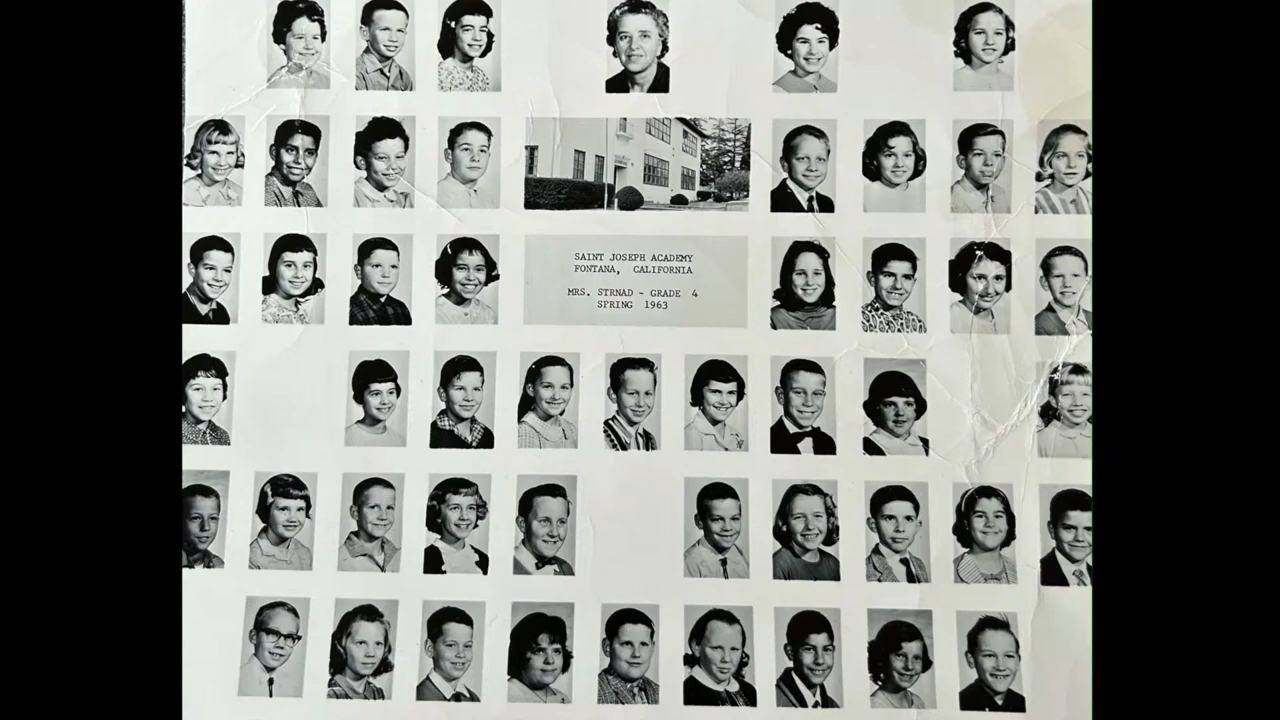 SAINT JOSEPH ACADEMY
FONTANA, CALIFORNIA
MRS. STRNAD - GRADE 4
SPRING 1963